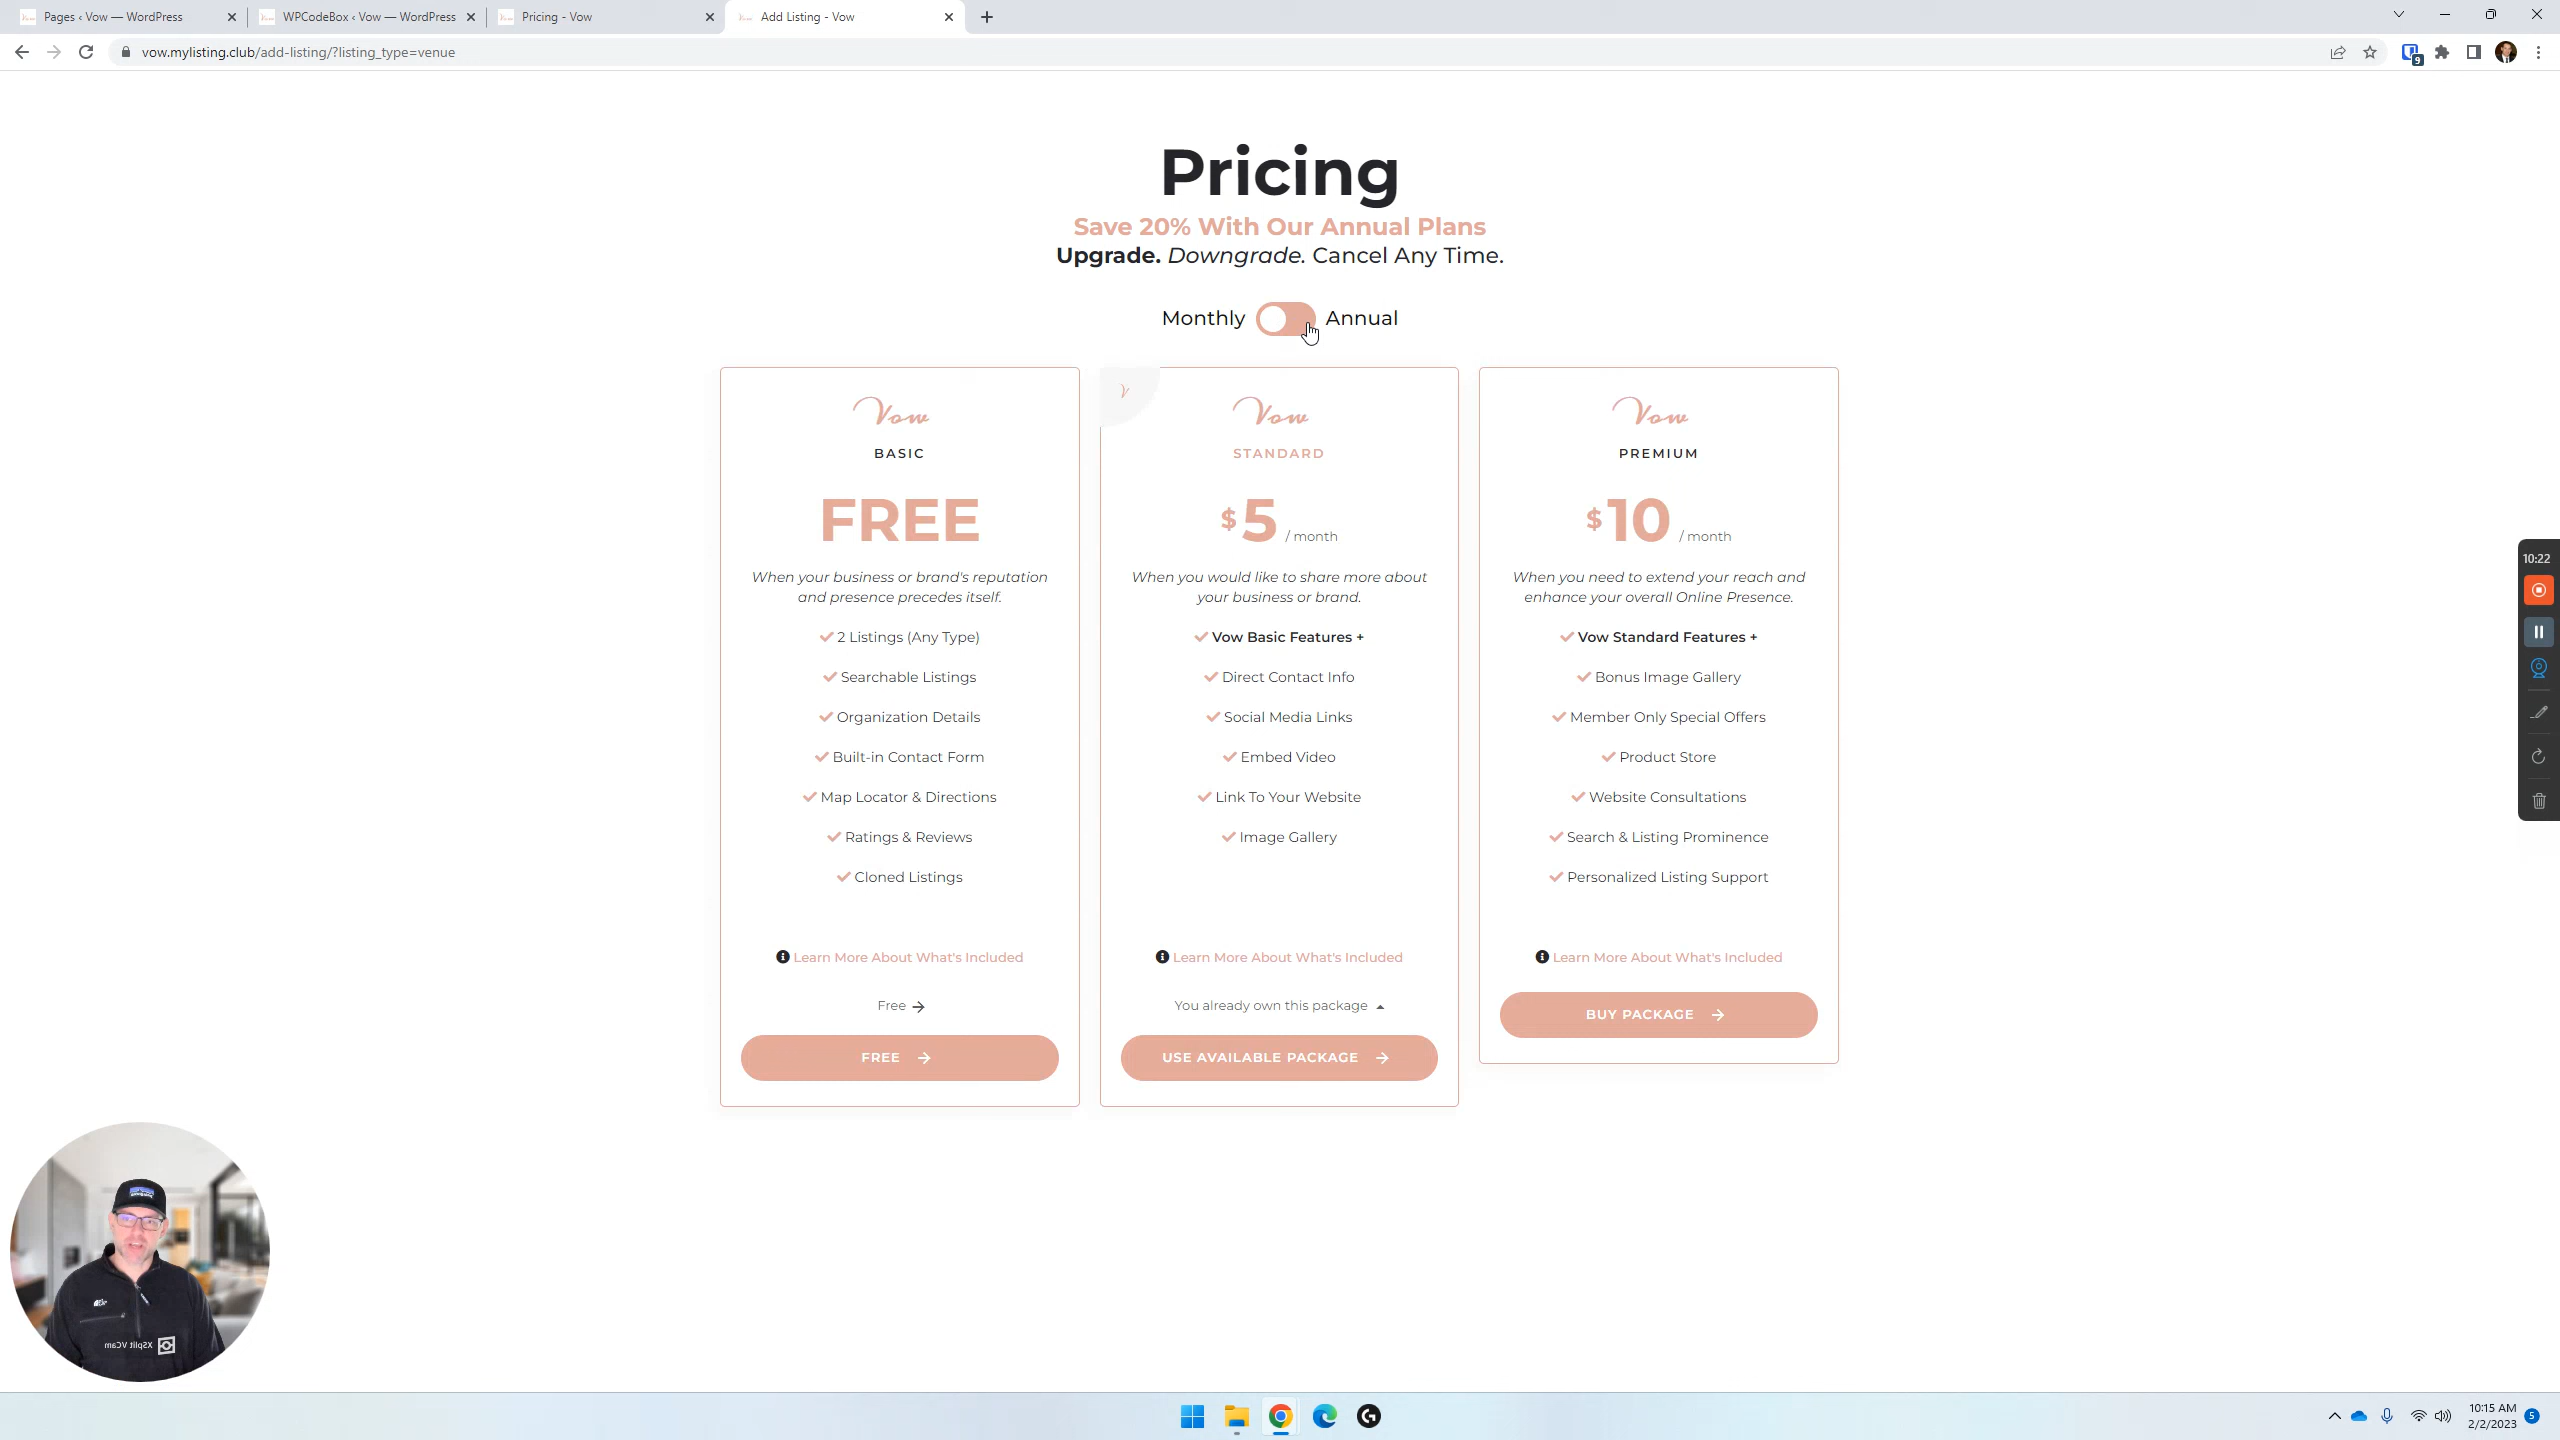 Pages ‹ Vow — WordPress
WPCodeBox ‹ Vow — WordPress
Pricing - Vow
Add Listing - Vow
vow.mylisting.club/add-listing/?listing_type=venue
9
Pricing
Save 20% With Our Annual Plans
Upgrade. Downgrade. Cancel Any Time.
Monthly
Annual
Vow
BASIC
FREE
When your business or brand's reputation
and presence precedes itself.
2 Listings (Any Type)
Searchable Listings
Organization Details
Built-in Contact Form
Map Locator & Directions
Ratings & Reviews
Cloned Listings
Learn More About What's Included
Free
FREE
V
Vow
STANDARD
$5 / month
When you would like to share more about
your business or brand.
Vow Basic Features +
Direct Contact Info
Social Media Links
Embed Video
Link To Your Website
Image Gallery
Learn More About What's Included
You already own this package
USE AVAILABLE PACKAGE
Vow
PREMIUM
$10 / month
When you need to extend your reach and
enhance your overall Online Presence.
Vow Standard Features +
Bonus Image Gallery
Member Only Special Offers
Product Store
Website Consultations
Search & Listing Prominence
Personalized Listing Support
Learn More About What's Included
BUY PACKAGE
10:22
XSplit VCam
10:15 AM
2/2/2023
5